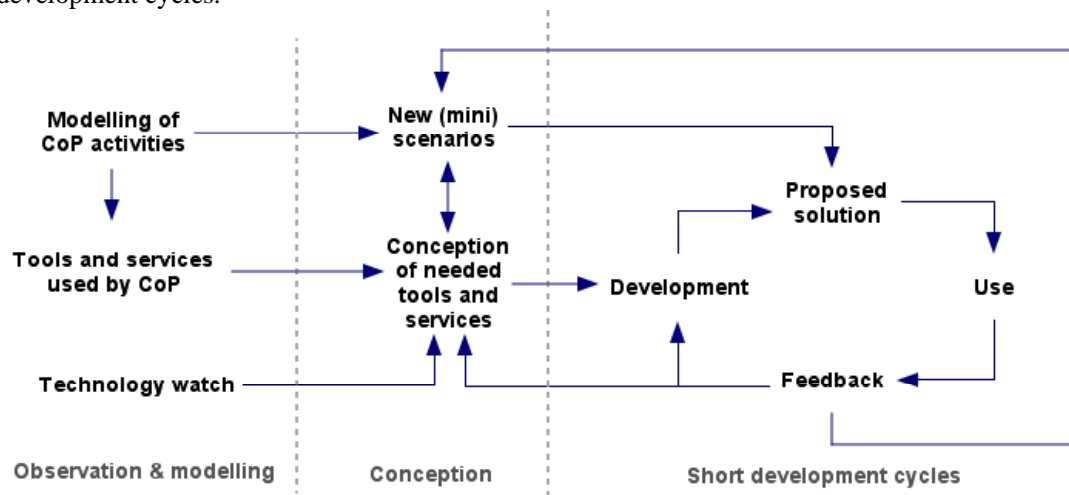 development cycles.
Modelling of
CoP activities
New (mini)
scenarios
Proposed
solution
Tools and services
used by CoP
Conception
of needed
tools and
services
Development
Use
Technology watch
Feedback
Observation & modelling
Conception
Short development cycles